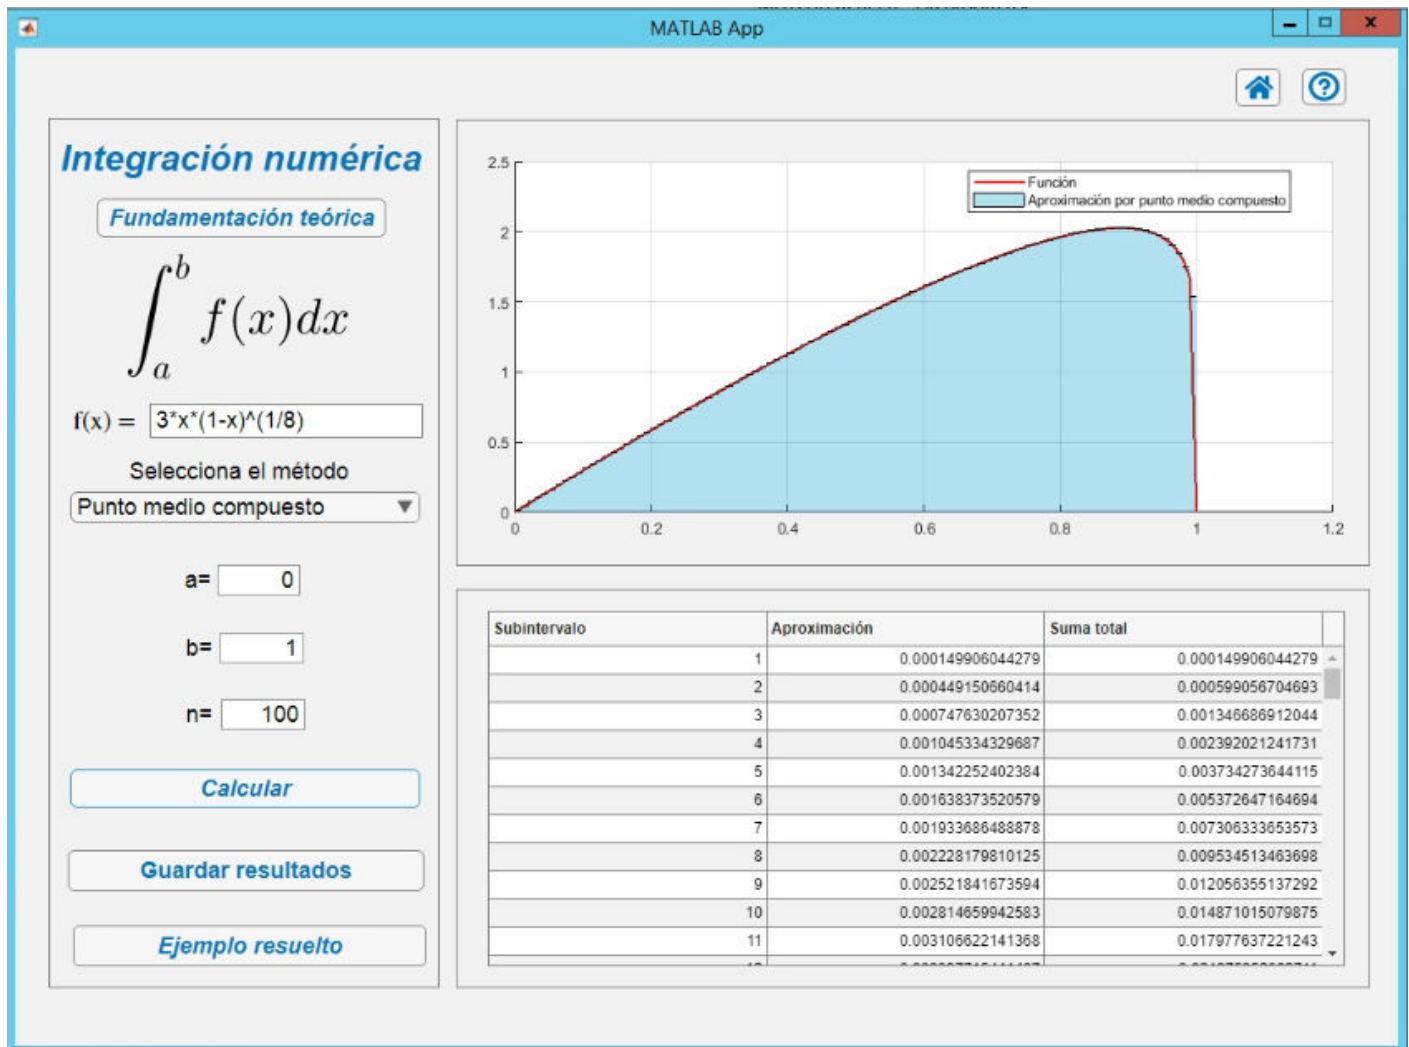 MATLAB App
Integración numérica
Fundamentación teórica
∫_a^b f(x)dx
f(x) = 3*x*(1-x)^(1/8)
Selecciona el método
Punto medio compuesto
a= 0
b= 1
n= 100
Calcular
Guardar resultados
Ejemplo resuelto
2.5
2
1.5
1
0.5
0
0 0.2 0.4 0.6 0.8 1 1.2
Función
Aproximación por punto medio compuesto
Subintervalo Aproximación Suma total
1 0.000149906044279 0.000149906044279
2 0.000449150660414 0.000599056704693
3 0.000747630207352 0.001346686912044
4 0.001045334329687 0.002392021241731
5 0.001342252402384 0.003734273644115
6 0.001638373520579 0.005372647164694
7 0.001933686488878 0.007306333653573
8 0.002228179810125 0.009534513463698
9 0.002521841673594 0.012056355137292
10 0.002814659942583 0.014871015079875
11 0.003106622141368 0.017977637221243